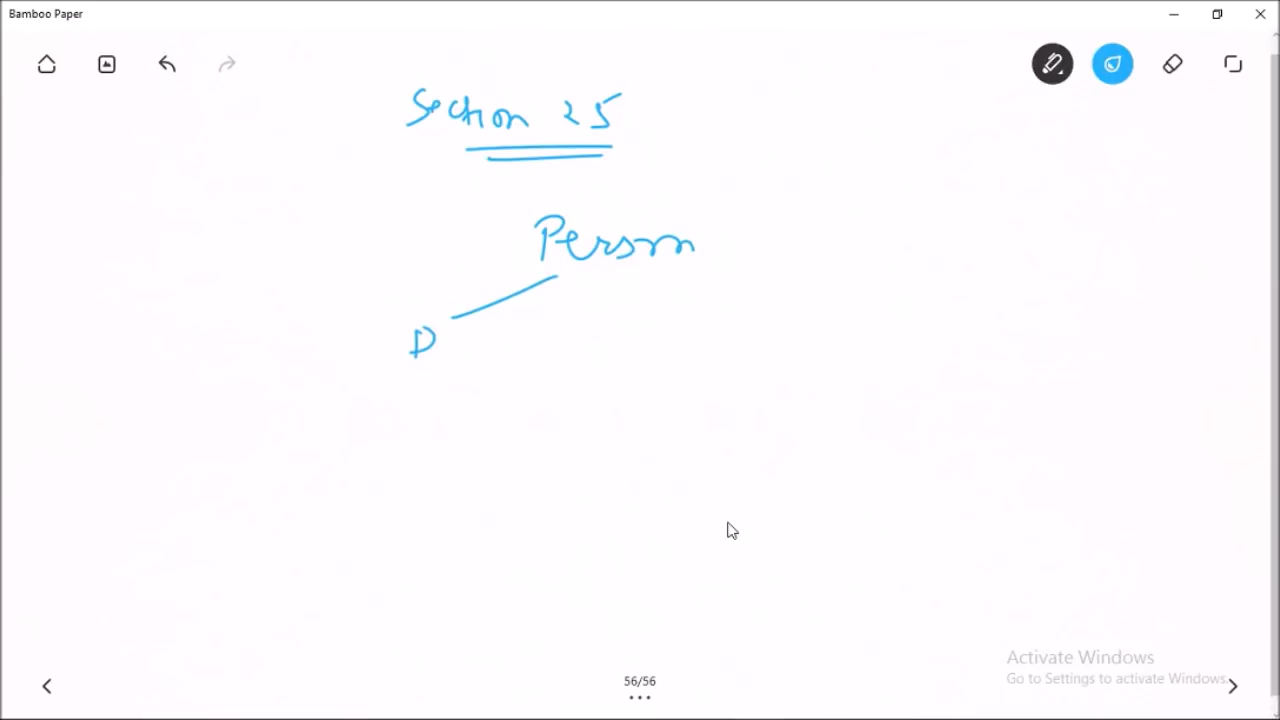 Bamboo Paper
Section 25
Person
D
Activate Windows
Go to Settings to activate Windows.
56/56